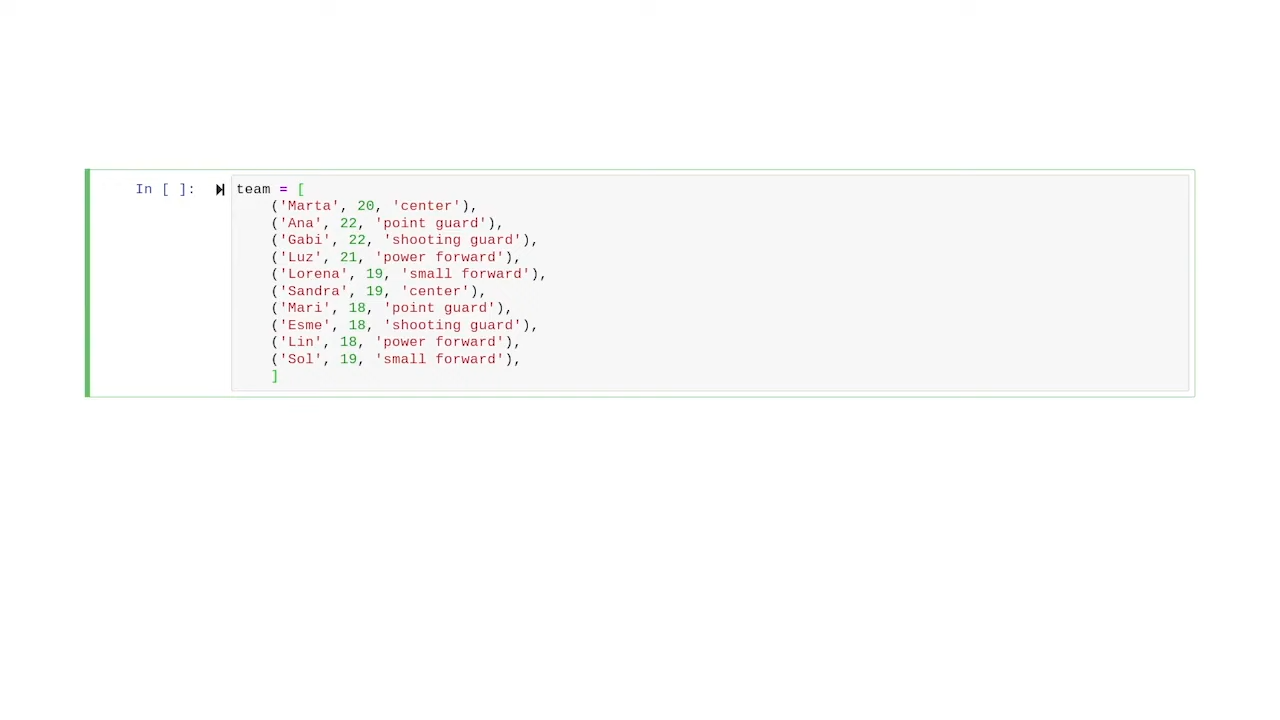 In [ ]: team = [
('Marta', 20, 'center'),
('Ana', 22, 'point guard'),
('Gabi', 22, 'shooting guard'),
('Luz', 21, 'power forward'),
('Lorena', 19, 'small forward'),
('Sandra', 19, 'center'),
('Mari', 18, 'point guard'),
('Esme', 18, 'shooting guard'),
('Lin', 18, 'power forward'),
('Sol', 19, 'small forward'),
]